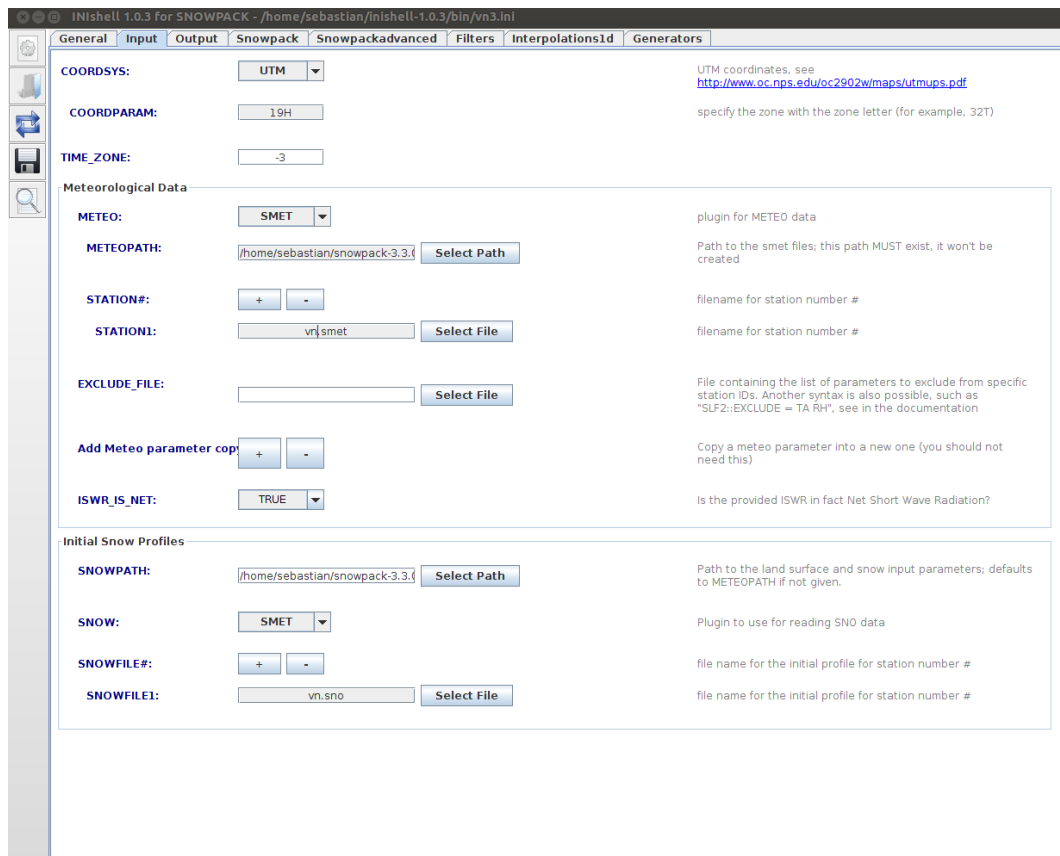 INIshell 1.0.3 for SNOWPACK - /home/sebastian/inishell-1.0.3/bin/vn3.ini
General Input Output Snowpack Snowpackadvanced Filters Interpolations1d Generators
COORDSYS: UTM UTM coordinates, see
http://www.oc.nps.edu/oc2902w/maps/utmups.pdf
COORDPARAM: 19H specify the zone with the zone letter (for example, 32T)
TIME_ZONE: -3
Meteorological Data
METEO: SMET plugin for METEO data
METEOPATH: /home/sebastian/snowpack-3.3.( Select Path Path to the smet files; this path MUST exist, it won't be
created
STATION#: + - filename for station number #
STATION1: vn.smet Select File filename for station number #
EXCLUDE_FILE: Select File File containing the list of parameters to exclude from specific
station IDs. Another syntax is also possible, such as
"SLF2::EXCLUDE = TA RH", see in the documentation
Add Meteo parameter copy + - Copy a meteo parameter into a new one (you should not
need this)
ISWR_IS_NET: TRUE Is the provided ISWR in fact Net Short Wave Radiation?
Initial Snow Profiles
SNOWPATH: /home/sebastian/snowpack-3.3.( Select Path Path to the land surface and snow input parameters; defaults
to METEOPATH if not given.
SNOW: SMET Plugin to use for reading SNO data
SNOWFILE#: + - file name for the initial profile for station number #
SNOWFILE1: vn.sno Select File file name for the initial profile for station number #